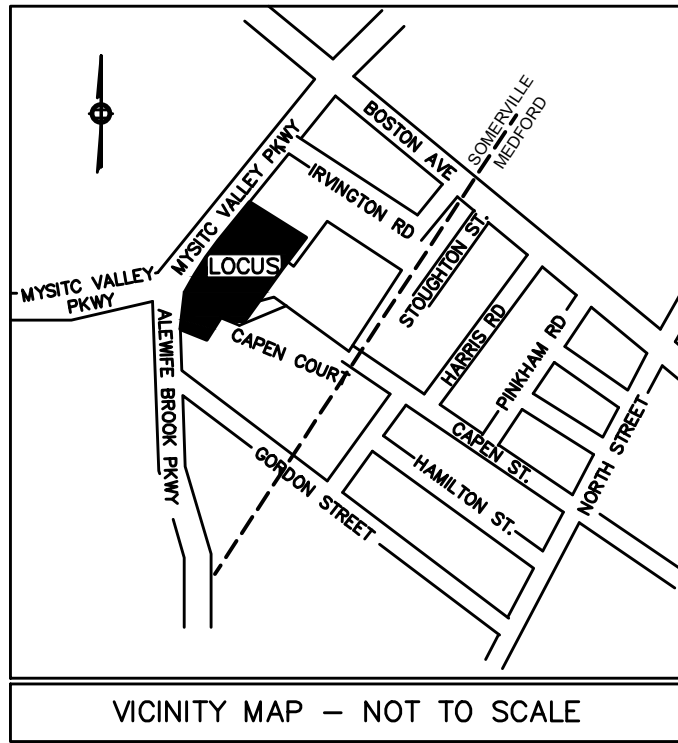 BOSTON AVE
SOMERVILLE
MEDFORD
MYSITC VALLEY PKWY
IRVINGTON RD
STOUGHTON ST.
LOCUS
MYSITC VALLEY
PKWY
ALEWIFE BROOK PKWY
CAPEN COURT
HARRIS RD
PINKHAM RD
CAPEN ST.
NORTH STREET
GORDON STREET
HAMILTON ST.
VICINITY MAP – NOT TO SCALE